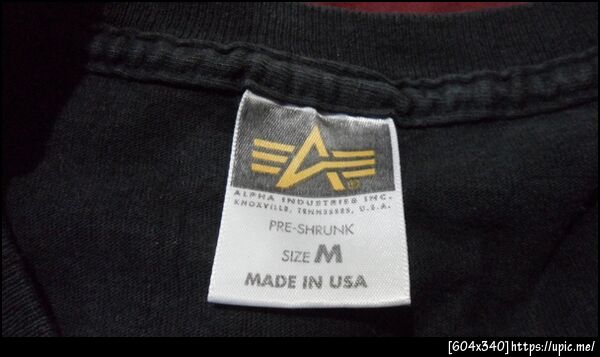 ALPHA INDUSTRIES INC.
KNOXVILLE, TENNESSEE, U.S.A.
PRE-SHRUNK
SIZE M
MADE IN USA
[604x340]https://upic.me/